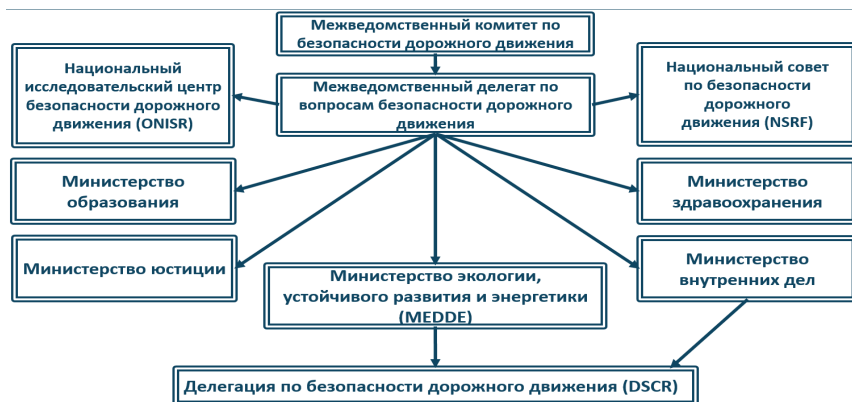 Межведомственный комитет по
безопасности дорожного движения
Национальный
исследовательский центр
безопасности дорожного
движения (ONISR)
Межведомственный делегат по
вопросам безопасности дорожного
движения
Национальный совет
по безопасности
дорожного
движения (NSRF)
Министерство
образования
Министерство
здравоохранения
Министерство юстиции
Министерство экологии,
устойчивого развития и энергетики
(MEDDE)
Министерство
внутренних дел
Делегация по безопасности дорожного движения (DSCR)